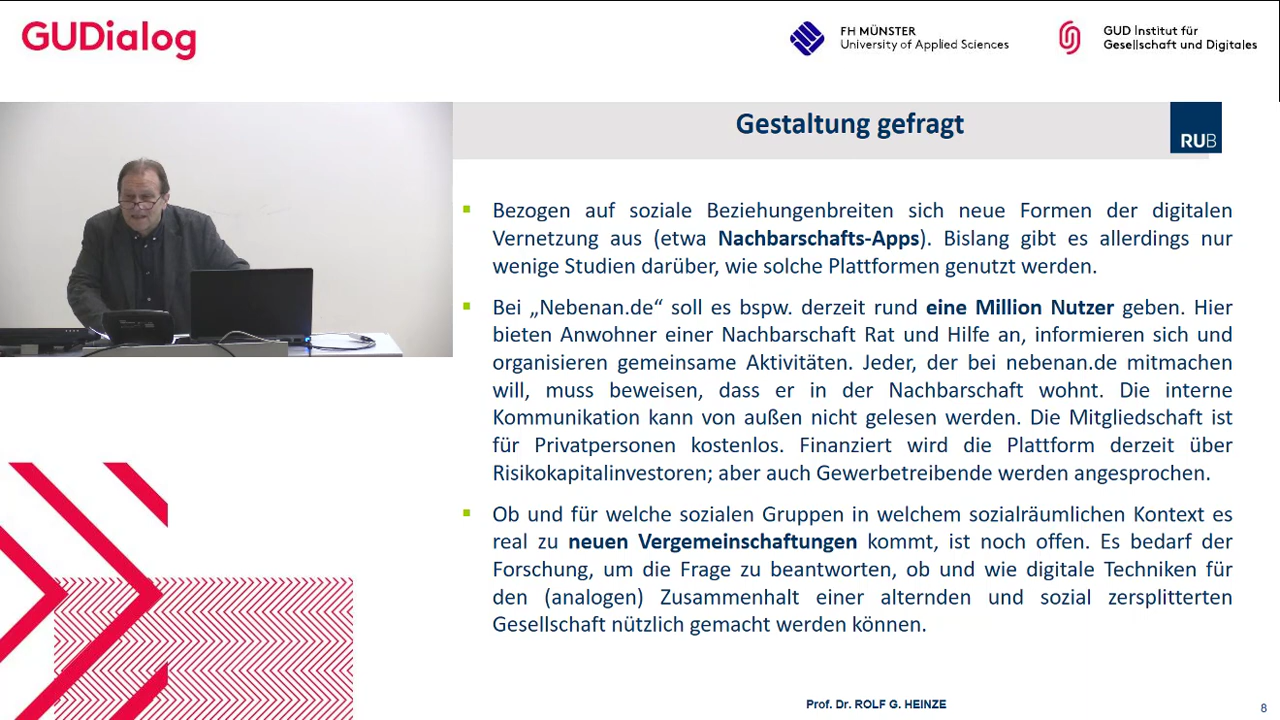 GUDialog
FH MÜNSTER
University of Applied Sciences
GUD Institut für
Gesellschaft und Digitales
Gestaltung gefragt
RUB
Bezogen auf soziale Beziehungenbreiten sich neue Formen der digitalen
Vernetzung aus (etwa Nachbarschafts-Apps). Bislang gibt es allerdings nur
wenige Studien darüber, wie solche Plattformen genutzt werden.
Bei „Nebenan.de“ soll es bspw. derzeit rund eine Million Nutzer geben. Hier
bieten Anwohner einer Nachbarschaft Rat und Hilfe an, informieren sich und
organisieren gemeinsame Aktivitäten. Jeder, der bei nebenan.de mitmachen
will, muss beweisen, dass er in der Nachbarschaft wohnt. Die interne
Kommunikation kann von außen nicht gelesen werden. Die Mitgliedschaft ist
für Privatpersonen kostenlos. Finanziert wird die Plattform derzeit über
Risikokapitalinvestoren; aber auch Gewerbetreibende werden angesprochen.
Ob und für welche sozialen Gruppen in welchem sozialräumlichen Kontext es
real zu neuen Vergemeinschaftungen kommt, ist noch offen. Es bedarf der
Forschung, um die Frage zu beantworten, ob und wie digitale Techniken für
den (analogen) Zusammenhalt einer alternden und sozial zersplitterten
Gesellschaft nützlich gemacht werden können.
Prof. Dr. ROLF G. HEINZE
8